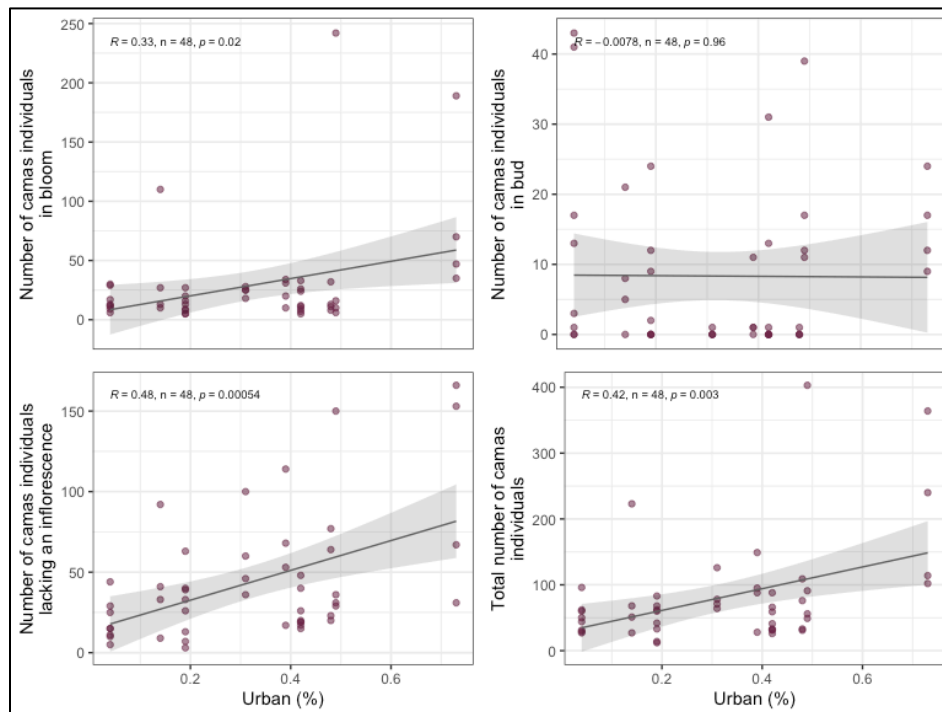 R = 0.33, n = 48, p = 0.02
Number of camas individuals
in bloom
250
200
150
100
50
0
R = −0.0078, n = 48, p = 0.96
Number of camas individuals
in bud
40
30
20
10
0
R = 0.48, n = 48, p = 0.00054
Number of camas individuals
lacking an inflorescence
150
100
50
0
0.2
0.4
0.6
Urban (%)
R = 0.42, n = 48, p = 0.003
Total number of camas
individuals
400
300
200
100
0
0.2
0.4
0.6
Urban (%)